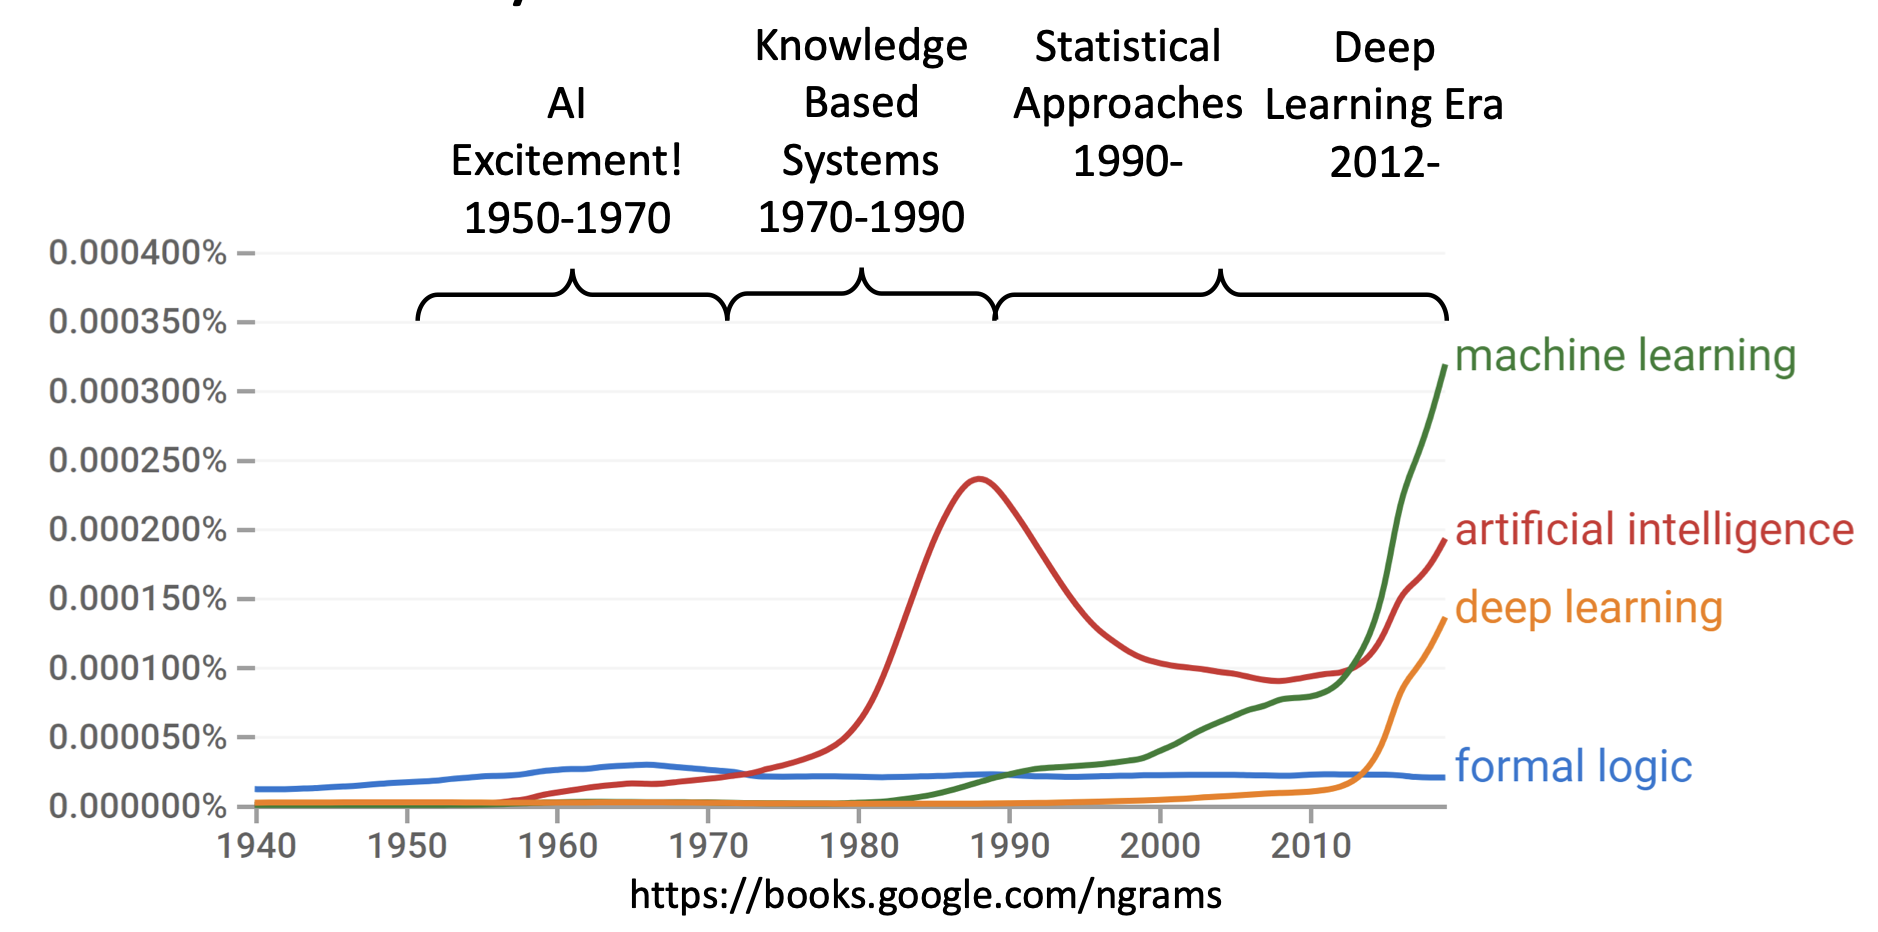 AI
Excitement!
1950-1970
Knowledge
Based
Systems
1970-1990
Statistical
Approaches
1990-
Deep
Learning Era
2012-
0.000400%
0.000350%
0.000300%
0.000250%
0.000200%
0.000150%
0.000100%
0.000050%
0.000000%
machine learning
artificial intelligence
deep learning
formal logic
1940 1950 1960 1970 1980 1990 2000 2010
https://books.google.com/ngrams